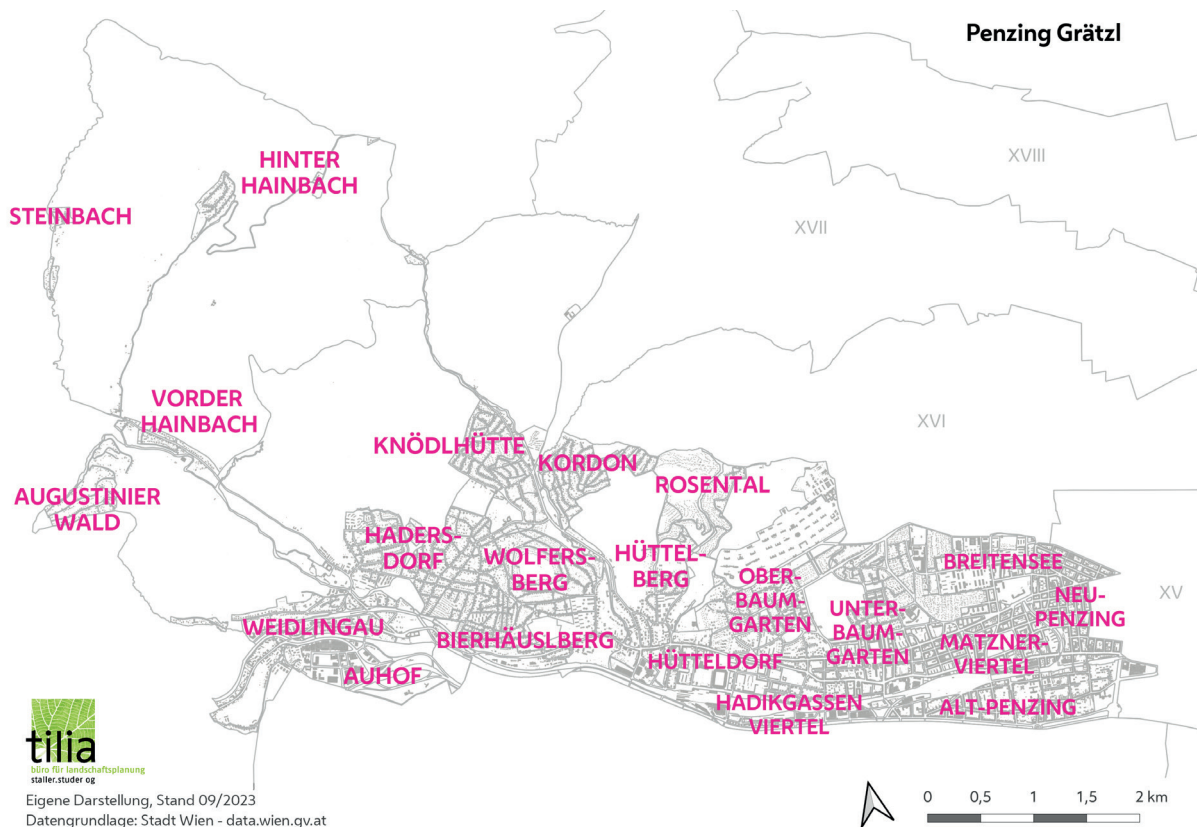 Penzing Grätzl
XVIII
HINTER
HAINBACH
STEINBACH
XVII
VORDER
HAINBACH
XVI
KNÖDLHÜTTE
KORDON
ROSENTAL
AUGUSTINIER
WALD
HADERS-
DORF
WOLFERS-
BERG
HÜTTEL-
BERG
OBER-
BAUM-
GARTEN
BREITENSEE
XV
NEU-
PENZING
UNTER-
BAUM-
GARTEN
MATZNER-
VIERTEL
WEIDLINGAU
BIERHÄUSLBERG
HÜTTELDORF
AUHOF
HADIKGASSEN
VIERTEL
ALT-PENZING
tilia
büro für landschaftsplanung
staller.studer og
Eigene Darstellung, Stand 09/2023
Datengrundlage: Stadt Wien - data.wien.gv.at
0 0,5 1 1,5 2 km